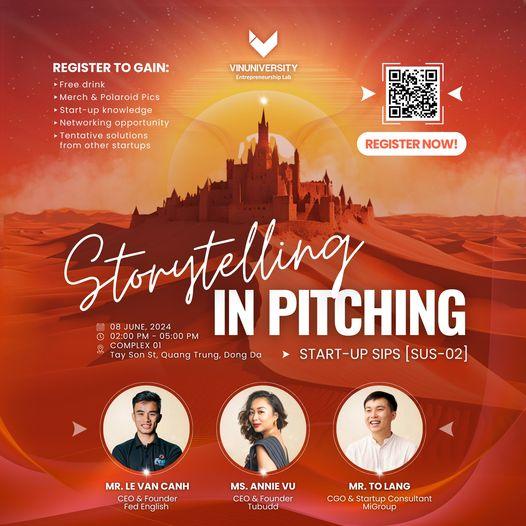 VINUNIVERSITY
Entrepreneurship Lab
REGISTER TO GAIN:
Free drink
Merch & Polaroid Pics
Start-up knowledge
Networking opportunity
Tentative solutions
from other startups
REGISTER NOW!
Storytelling
IN PITCHING
08 JUNE, 2024
02:00 PM - 05:00 PM
COMPLEX 01
Tay Son St, Quang Trung, Dong Da
START-UP SIPS [SUS-02]
MR. LE VAN CANH
CEO & Founder
Fed English
MS. ANNIE VU
CEO & Founder
Tubudd
MR. TO LANG
CGO & Startup Consultant
MiGroup